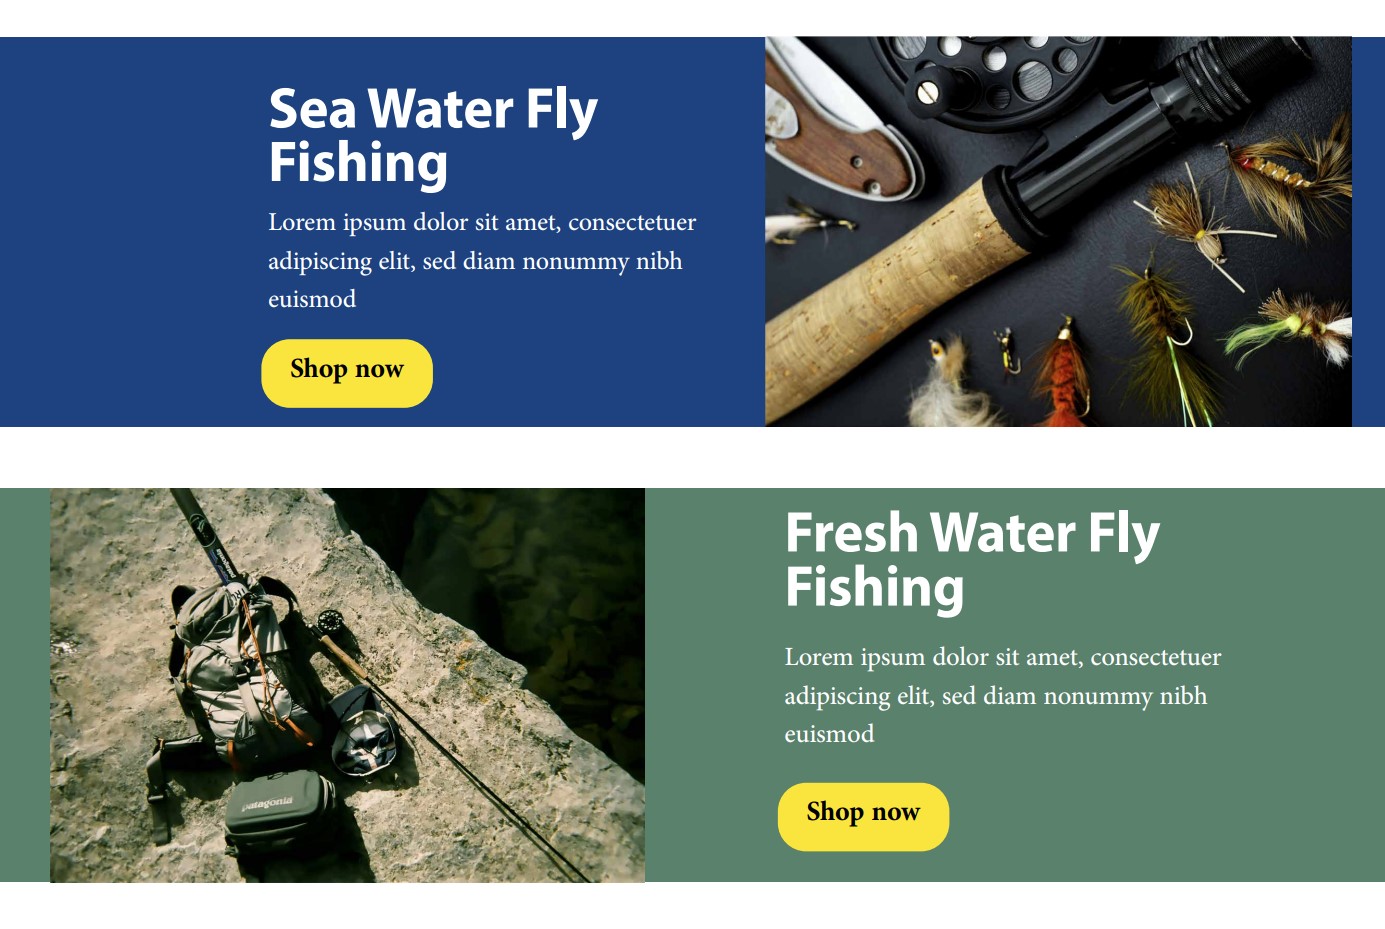 Sea Water Fly
Fishing
Lorem ipsum dolor sit amet, consectetuer
adipiscing elit, sed diam nonummy nibh
euismod
Shop now
Fresh Water Fly
Fishing
Lorem ipsum dolor sit amet, consectetuer
adipiscing elit, sed diam nonummy nibh
euismod
Shop now
patagonia